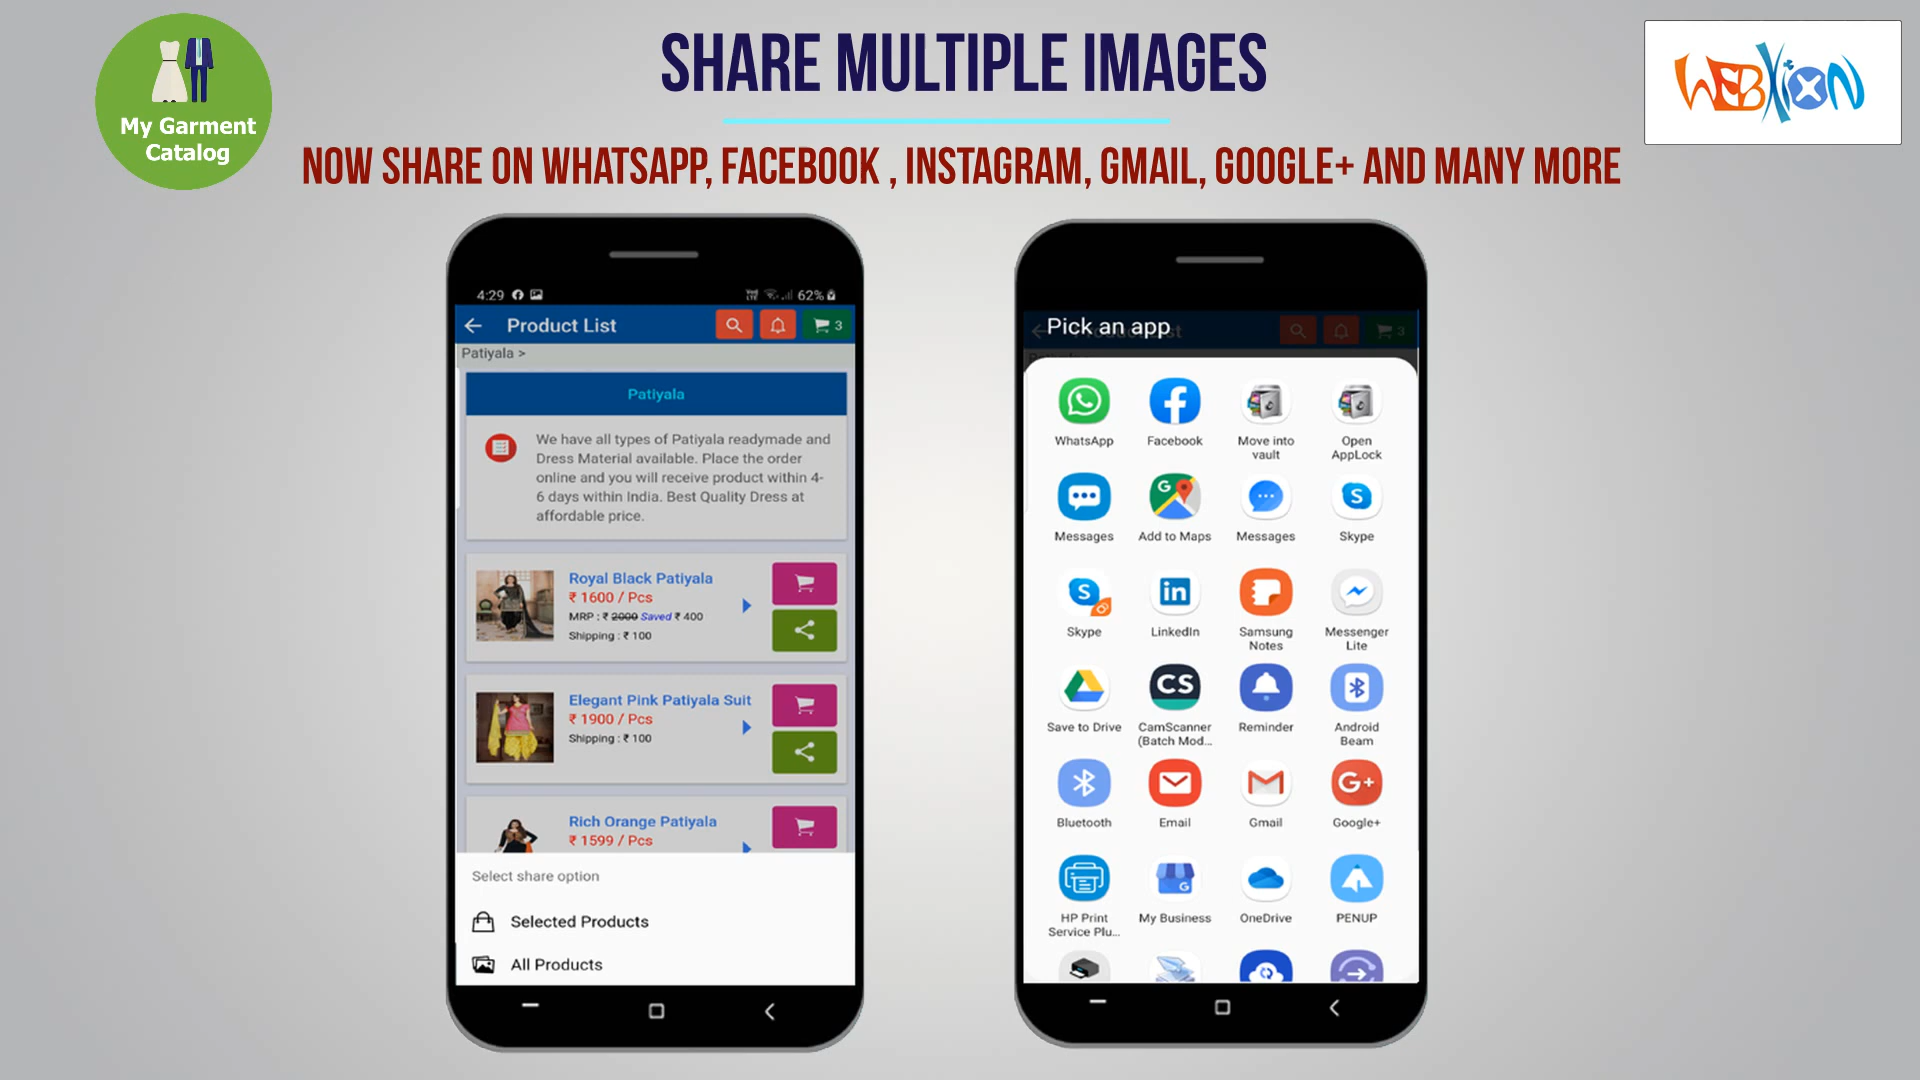 My Garment
Catalog
SHARE MULTIPLE IMAGES
WEBXION
NOW SHARE ON WHATSAPP, FACEBOOK , INSTAGRAM, GMAIL, GOOGLE+ AND MANY MORE
4:29
62%
Product List
3
Patiyala >
Patiyala
We have all types of Patiyala readymade and
Dress Material available. Place the order
online and you will receive product within 4-
6 days within India. Best Quality Dress at
affordable price.
Royal Black Patiyala
₹ 1600 / Pcs
MRP : ₹ 2000 Saved ₹ 400
Shipping : ₹ 100
Elegant Pink Patiyala Suit
₹ 1900 / Pcs
Shipping : ₹ 100
Rich Orange Patiyala
₹ 1599 / Pcs
Select share option
Selected Products
All Products
Pick an app
3
WhatsApp
Facebook
Move into
vault
Open
AppLock
Messages
Add to Maps
Messages
Skype
Skype
LinkedIn
Samsung
Notes
Messenger
Lite
Save to Drive
CS
CamScanner
(Batch Mod...
Reminder
Android
Beam
Bluetooth
Email
Gmail
G+
Google+
HP Print
Service Plu...
My Business
OneDrive
PENUP